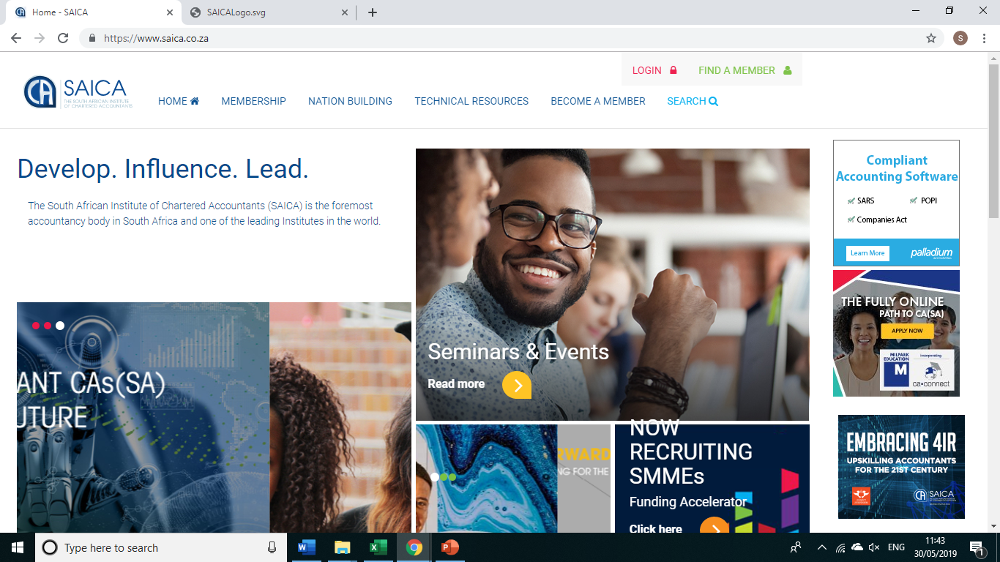 Home - SAICA
SAICALogo.svg
https://www.saica.co.za
S
LOGIN
FIND A MEMBER
CA SAICA
THE SOUTH AFRICAN INSTITUTE
OF CHARTERED ACCOUNTANTS
HOME
MEMBERSHIP
NATION BUILDING
TECHNICAL RESOURCES
BECOME A MEMBER
SEARCH
Develop. Influence. Lead.
The South African Institute of Chartered Accountants (SAICA) is the foremost
accountancy body in South Africa and one of the leading Institutes in the world.
ANT CAs(SA)
UTURE
Seminars & Events
Read more
RWARD
NG FOR THE
NOW
RECRUITING
SMMEs
Funding Accelerator
Click here
Compliant
Accounting Software
SARS
POPI
Companies Act
Learn More
palladium
ACCOUNTING
THE FULLY ONLINE
PATH TO CA(SA)
APPLY NOW
MILPARK
EDUCATION
M
incorporating
ca•connect
EMBRACING 4IR
UPSKILLING ACCOUNTANTS
FOR THE 21ST CENTURY
CA SAICA
Type here to search
ENG
11:43
30/05/2019
1